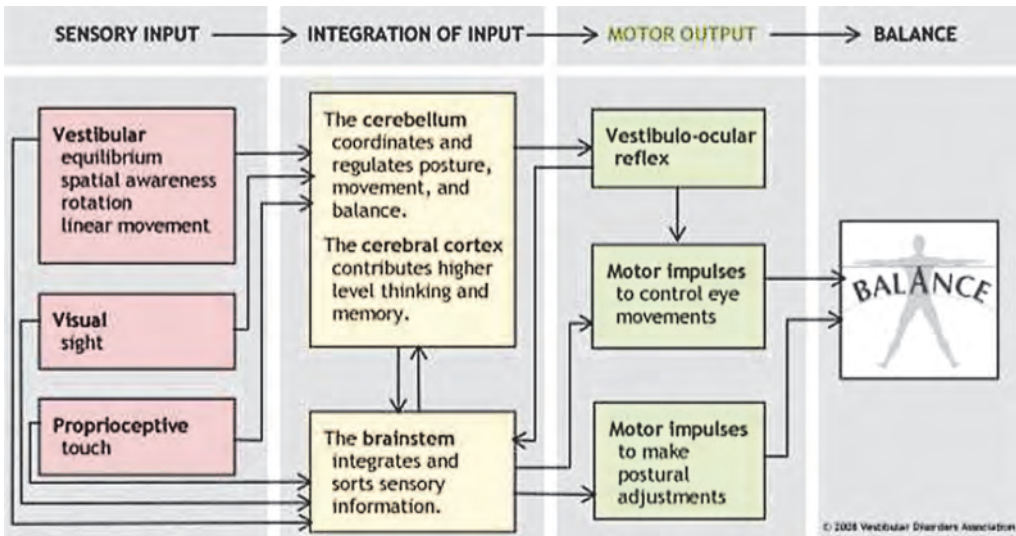 SENSORY INPUT
INTEGRATION OF INPUT
MOTOR OUTPUT
BALANCE
Vestibular
equilibrium
spatial awareness
rotation
linear movement
Visual
sight
Proprioceptive
touch
The cerebellum
coordinates and
regulates posture,
movement, and
balance.
The cerebral cortex
contributes higher
level thinking and
memory.
The brainstem
integrates and
sorts sensory
information.
Vestibulo-ocular
reflex
Motor impulses
to control eye
movements
Motor impulses
to make
postural
adjustments
BALANCE
© 2008 Vestibular Disorders Association